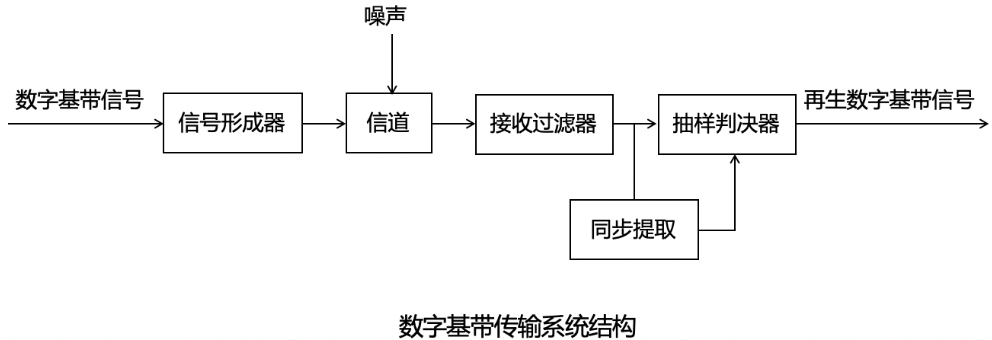 噪声
数字基带信号
信号形成器
信道
接收过滤器
抽样判决器
再生数字基带信号
同步提取
数字基带传输系统结构